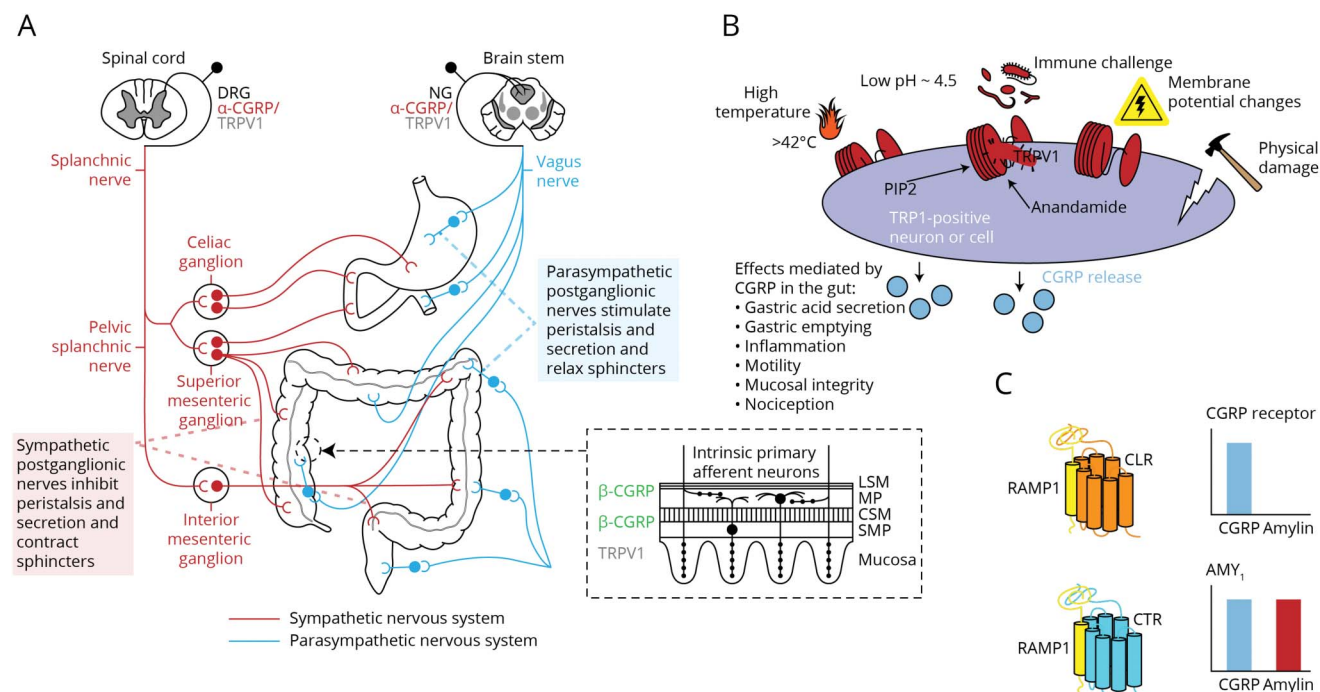 A
Spinal cord
DRG
α-CGRP/
TRPV1
Brain stem
NG
α-CGRP/
TRPV1
Splanchnic
nerve
Vagus
nerve
Celiac
ganglion
Pelvic
splanchnic
nerve
Superior
mesenteric
ganglion
Parasympathetic
postganglionic
nerves stimulate
peristalsis and
secretion and
relax sphincters
Sympathetic
postganglionic
nerves inhibit
peristalsis and
secretion and
contract
sphincters
Interior
mesenteric
ganglion
Intrinsic primary
afferent neurons
β-CGRP
β-CGRP
TRPV1
LSM
MP
CSM
SMP
Mucosa
Sympathetic nervous system
Parasympathetic nervous system
B
High
temperature
>42°C
Low pH ~ 4.5
Immune challenge
Membrane
potential changes
Physical
damage
TRPV1
PIP2
Anandamide
TRP1-positive
neuron or cell
CGRP release
Effects mediated by
CGRP in the gut:
• Gastric acid secretion
• Gastric emptying
• Inflammation
• Motility
• Mucosal integrity
• Nociception
C
RAMP1
CLR
CGRP receptor
CGRP Amylin
RAMP1
CTR
AMY1
CGRP Amylin